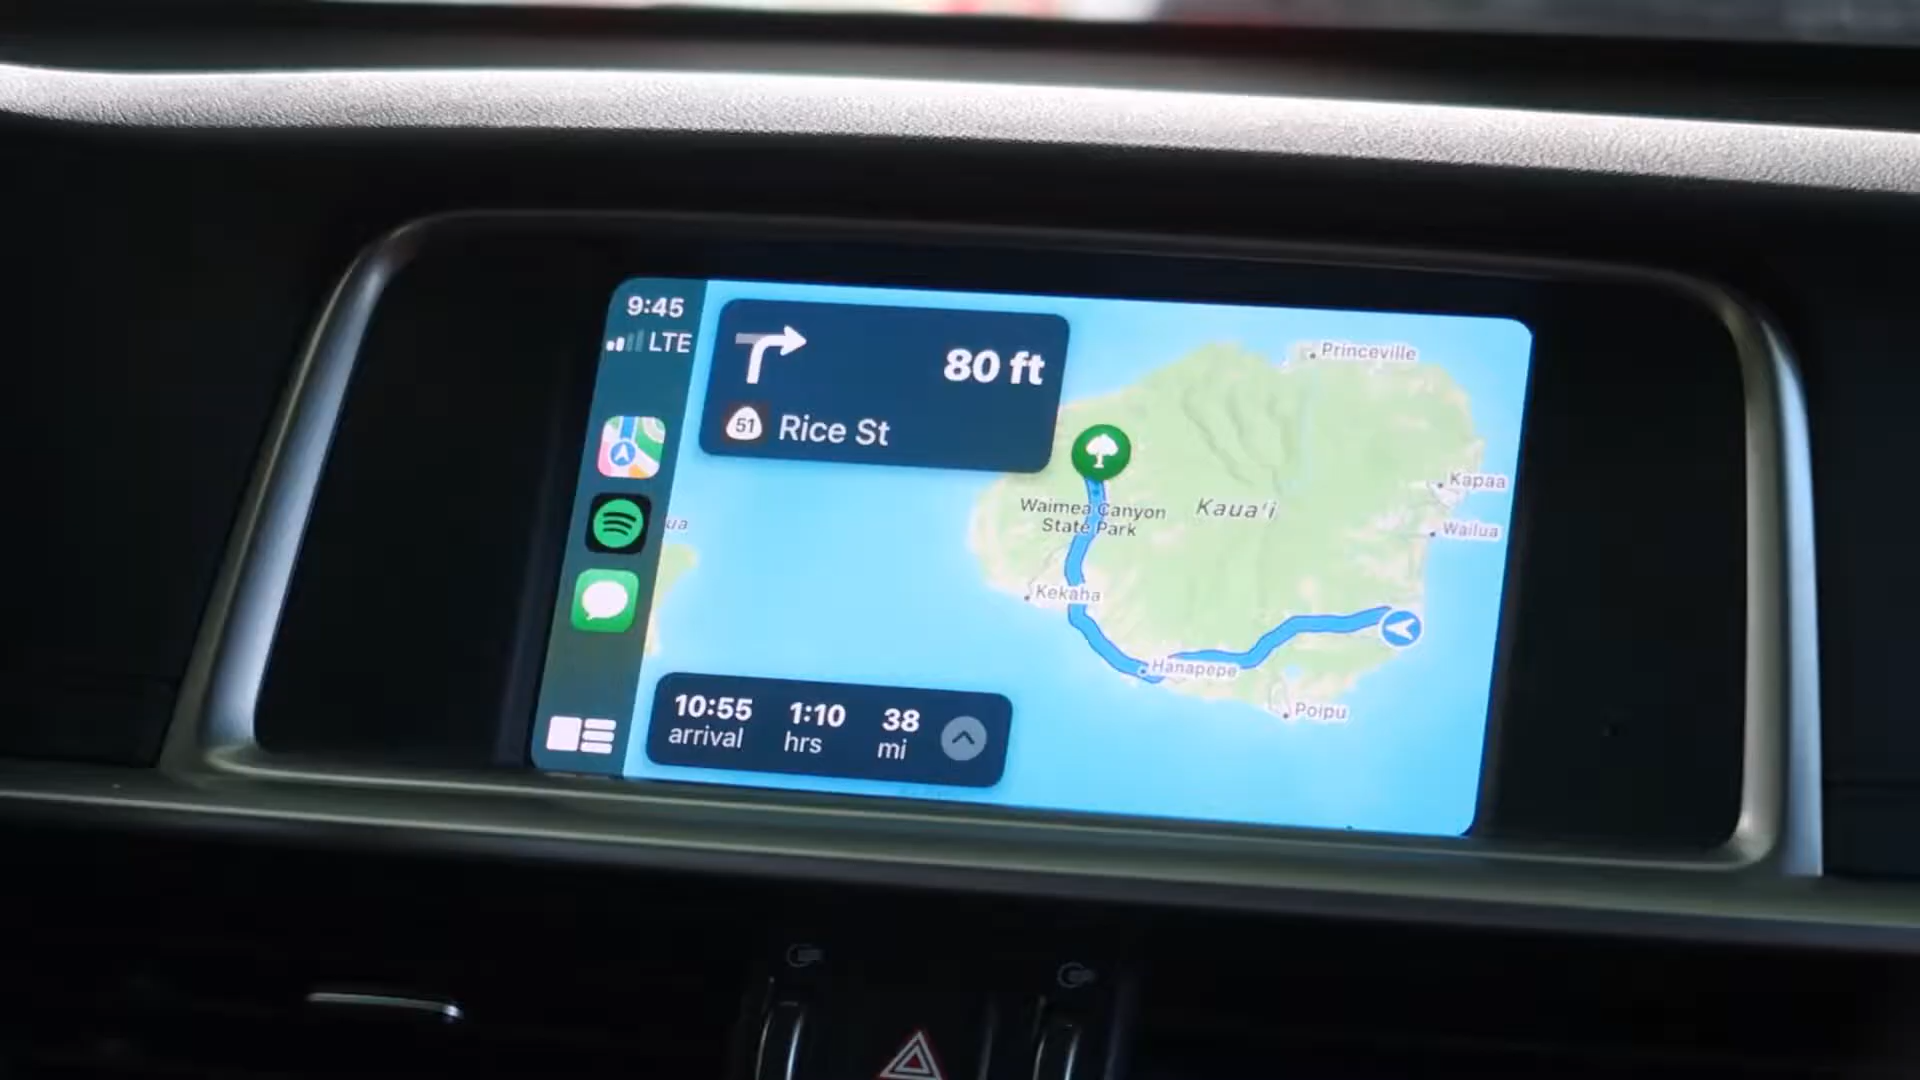 9:45
LTE
80 ft
51 Rice St
Princeville
Kapaa
Waimea Canyon
State Park
Kaua'i
ua
Wailua
Kekaha
Hanapepe
Poipu
10:55 1:10 38
arrival hrs mi